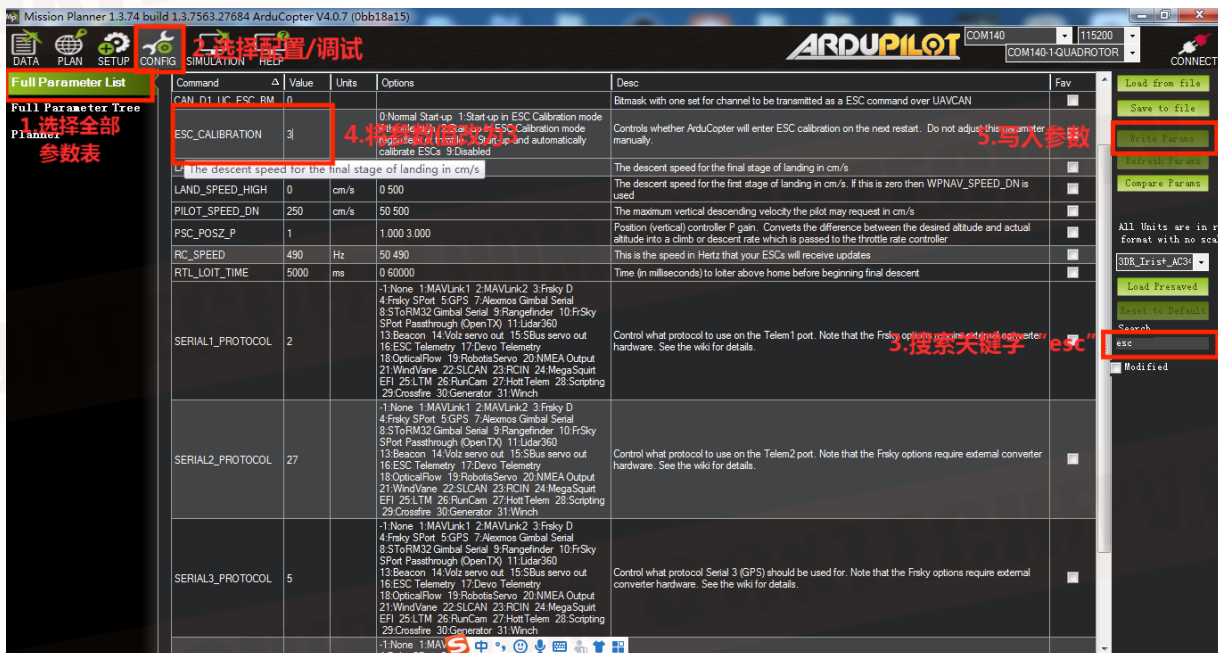 Mission Planner 1.3.74 build 1.3.7563.27684 ArduCopter V4.0.7 (0bb18a15)
DATA PLAN SETUP CONFIG SIMULATION HELP
2.选择配置/调试
ARDUPILOT
COM140 115200
COM140-1-QUADROTOR
CONNECT
Full Parameter List
Full Parameter Tree
Planner
1.选择全部
参数表
Command Value Units Options Desc Fav
CAN_D1_UC_ESC_BM 0 Bitmask with one set for channel to be transmitted as a ESC command over UAVCAN
ESC_CALIBRATION 3
0:Normal Start-up 1:Start-up in ESC Calibration mode
calibrate ESCs 9:Disabled
Controls whether ArduCopter will enter ESC calibration on the next restart. Do not adjust this parameter
manually.
4.将参数值改为3
5.写入参数
The descent speed for the final stage of landing in cm/s
The descent speed for the final stage of landing in cm/s
LAND_SPEED_HIGH 0 cm/s 0 500
The descent speed for the first stage of landing in cm/s. If this is zero then WPNAV_SPEED_DN is
used
PILOT_SPEED_DN 250 cm/s 50 500 The maximum vertical descending velocity the pilot may request in cm/s
PSC_POSZ_P 1 1.000 3.000
Position (vertical) controller P gain. Converts the difference between the desired altitude and actual
altitude into a climb or descent rate which is passed to the throttle rate controller
RC_SPEED 490 Hz 50 490 This is the speed in Hertz that your ESCs will receive updates
RTL_LOIT_TIME 5000 ms 0 60000 Time (in milliseconds) to loiter above home before beginning final descent
SERIAL1_PROTOCOL 2
-1:None 1:MAVLink1 2:MAVLink2 3:Frsky D
4:Frsky SPort 5:GPS 7:Alexmos Gimbal Serial
8:SToRM32 Gimbal Serial 9:Rangefinder 10:FrSky
SPort Passthrough (OpenTX) 11:Lidar360
13:Beacon 14:Volz servo out 15:SBus servo out
16:ESC Telemetry 17:Devo Telemetry
18:OpticalFlow 19:RobotisServo 20:NMEA Output
21:WindVane 22:SLCAN 23:RCIN 24:MegaSquirt
EFI 25:LTM 26:RunCam 27:HottTelem 28:Scripting
29:Crossfire 30:Generator 31:Winch
Control what protocol to use on the Telem1 port. Note that the Frsky options require external converter
hardware. See the wiki for details.
3.搜索关键字“esc”
SERIAL2_PROTOCOL 27
-1:None 1:MAVLink1 2:MAVLink2 3:Frsky D
4:Frsky SPort 5:GPS 7:Alexmos Gimbal Serial
8:SToRM32 Gimbal Serial 9:Rangefinder 10:FrSky
SPort Passthrough (OpenTX) 11:Lidar360
13:Beacon 14:Volz servo out 15:SBus servo out
16:ESC Telemetry 17:Devo Telemetry
18:OpticalFlow 19:RobotisServo 20:NMEA Output
21:WindVane 22:SLCAN 23:RCIN 24:MegaSquirt
EFI 25:LTM 26:RunCam 27:HottTelem 28:Scripting
29:Crossfire 30:Generator 31:Winch
Control what protocol to use on the Telem2 port. Note that the Frsky options require external converter
hardware. See the wiki for details.
SERIAL3_PROTOCOL 5
-1:None 1:MAVLink1 2:MAVLink2 3:Frsky D
4:Frsky SPort 5:GPS 7:Alexmos Gimbal Serial
8:SToRM32 Gimbal Serial 9:Rangefinder 10:FrSky
SPort Passthrough (OpenTX) 11:Lidar360
13:Beacon 14:Volz servo out 15:SBus servo out
16:ESC Telemetry 17:Devo Telemetry
18:OpticalFlow 19:RobotisServo 20:NMEA Output
21:WindVane 22:SLCAN 23:RCIN 24:MegaSquirt
EFI 25:LTM 26:RunCam 27:HottTelem 28:Scripting
29:Crossfire 30:Generator 31:Winch
Control what protocol Serial 3 (GPS) should be used for. Note that the Frsky options require external
converter hardware. See the wiki for details.
-1:None 1:MAV
中
Load from file
Save to file
Write Params
Refresh Params
Compare Params
All Units are in r
format with no sca
3DR_Iris+_AC34
Load Presaved
Reset to Default
Search
esc
Modified